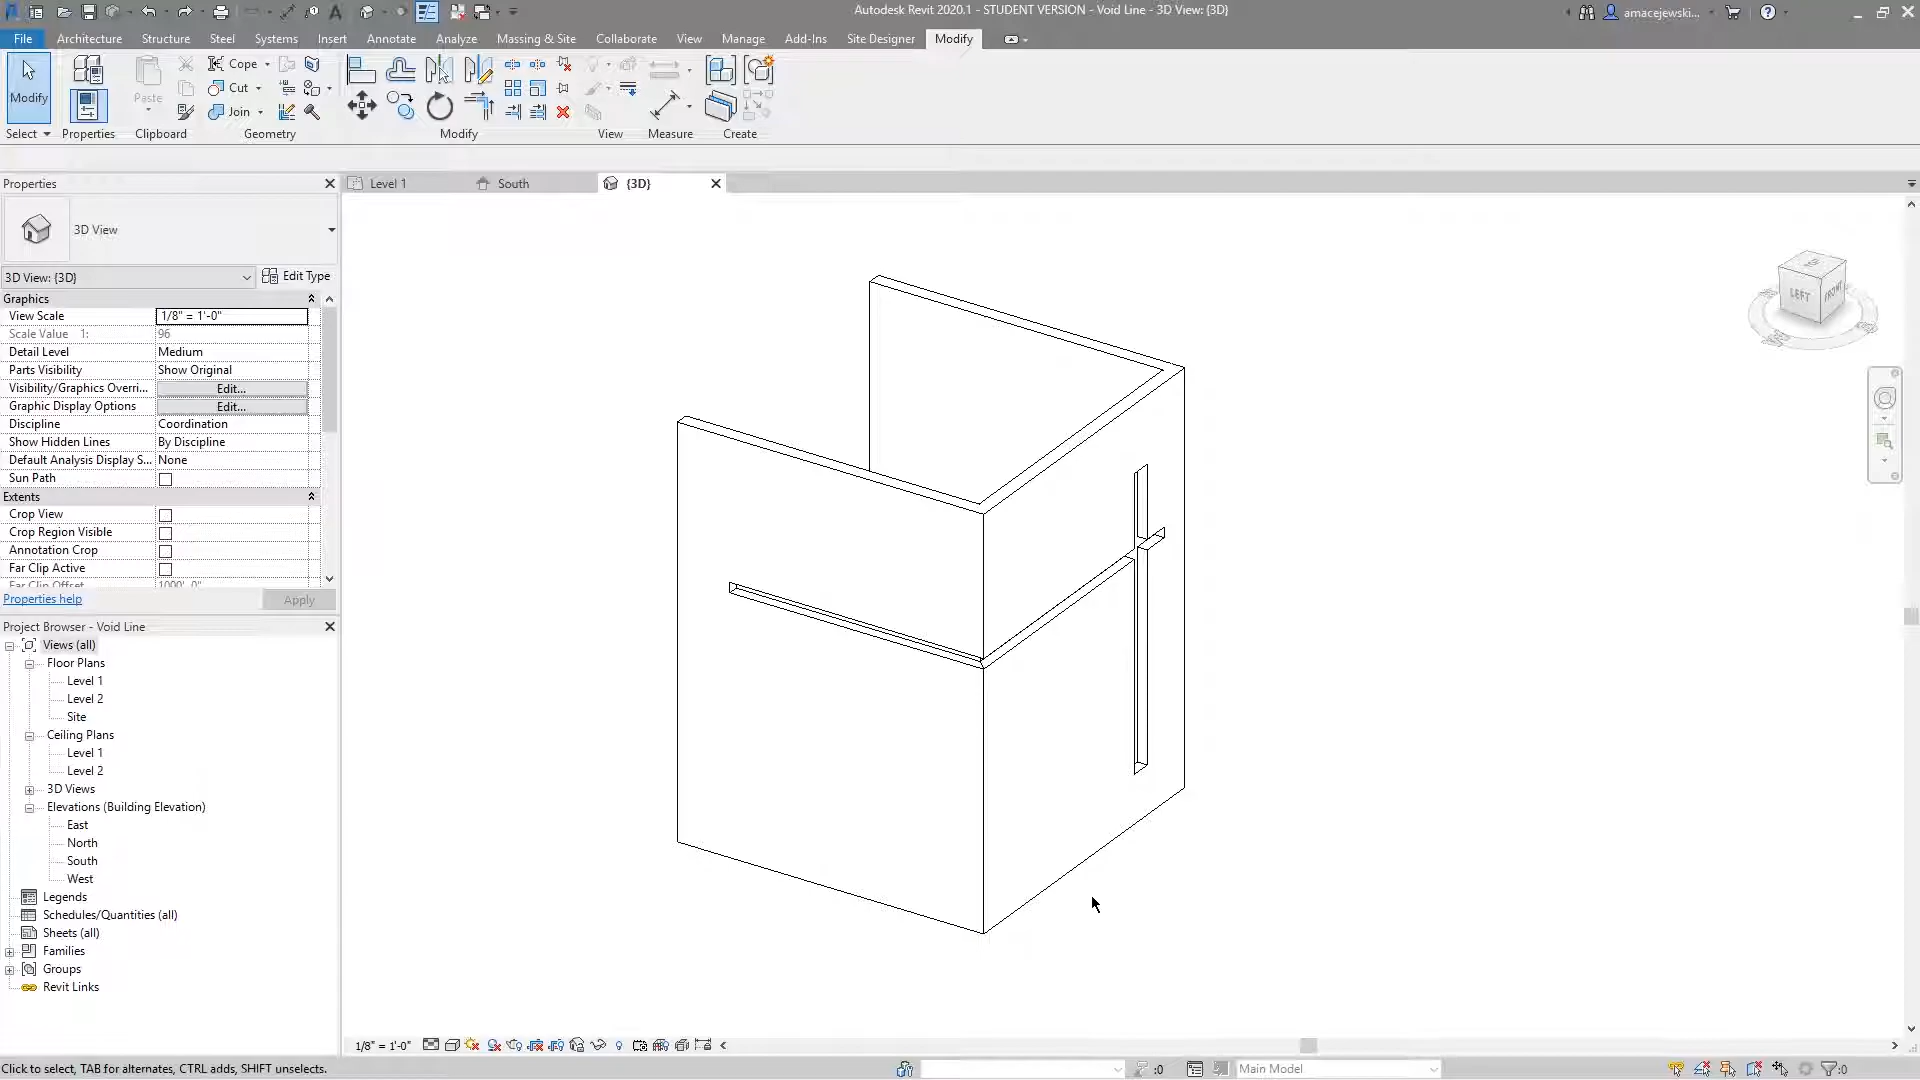 Autodesk Revit 2020.1 - STUDENT VERSION - Void Line - 3D View: {3D}
amacejewski...
File Architecture Structure Steel Systems Insert Annotate Analyze Massing & Site Collaborate View Manage Add-Ins Site Designer Modify
Modify
Paste
Cope
Cut
Join
Select Properties Clipboard Geometry Modify View Measure Create
Properties
Level 1 South {3D}
3D View
3D View: {3D} Edit Type
Graphics
View Scale 1/8" = 1'-0"
Scale Value 1: 96
Detail Level Medium
Parts Visibility Show Original
Visibility/Graphics Overri... Edit...
Graphic Display Options Edit...
Discipline Coordination
Show Hidden Lines By Discipline
Default Analysis Display S... None
Sun Path
Extents
Crop View
Crop Region Visible
Annotation Crop
Far Clip Active
Far Clip Offset 1000' 0"
Properties help Apply
Project Browser - Void Line
Views (all)
Floor Plans
Level 1
Level 2
Site
Ceiling Plans
Level 1
Level 2
3D Views
Elevations (Building Elevation)
East
North
South
West
Legends
Schedules/Quantities (all)
Sheets (all)
Families
Groups
Revit Links
LEFT FRONT
1/8" = 1'-0"
Click to select, TAB for alternates, CTRL adds, SHIFT unselects.
:0 Main Model :0